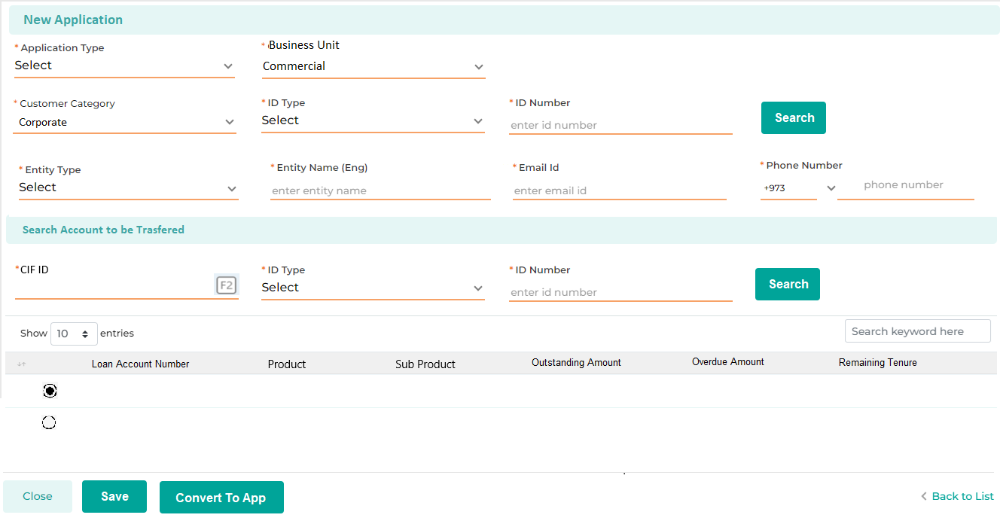 New Application
* Application Type
* Business Unit
Select
Commercial
* Customer Category
* ID Type
* ID Number
Corporate
Select
enter id number
Search
* Entity Type
* Entity Name (Eng)
* Email Id
* Phone Number
Select
enter entity name
enter email id
+973
phone number
Search Account to be Trasfered
*CIF ID
* ID Type
* ID Number
F2
Select
enter id number
Search
Show 10 entries
Search keyword here
Loan Account Number
Product
Sub Product
Outstanding Amount
Overdue Amount
Remaining Tenure
Close
Save
Convert To App
Back to List